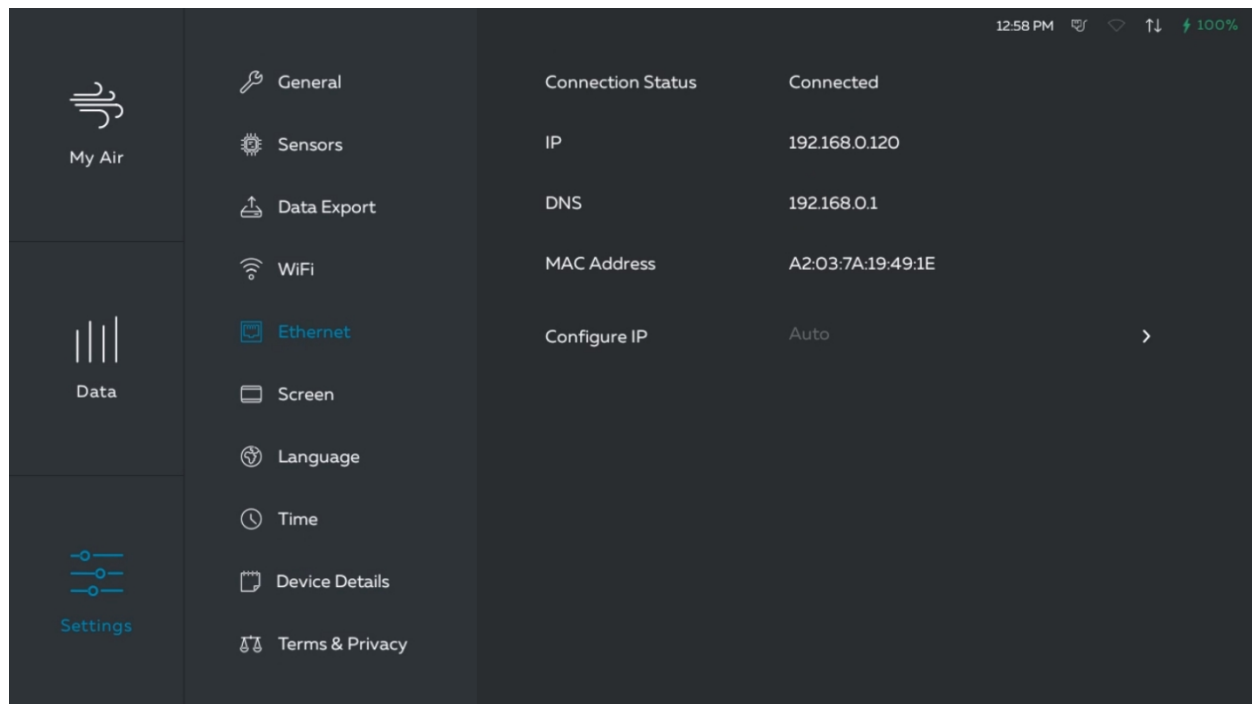 12:58 PM 100%
My Air
Data
Settings
General
Sensors
Data Export
WiFi
Ethernet
Screen
Language
Time
Device Details
Terms & Privacy
Connection Status Connected
IP 192.168.0.120
DNS 192.168.0.1
MAC Address A2:03:7A:19:49:1E
Configure IP Auto